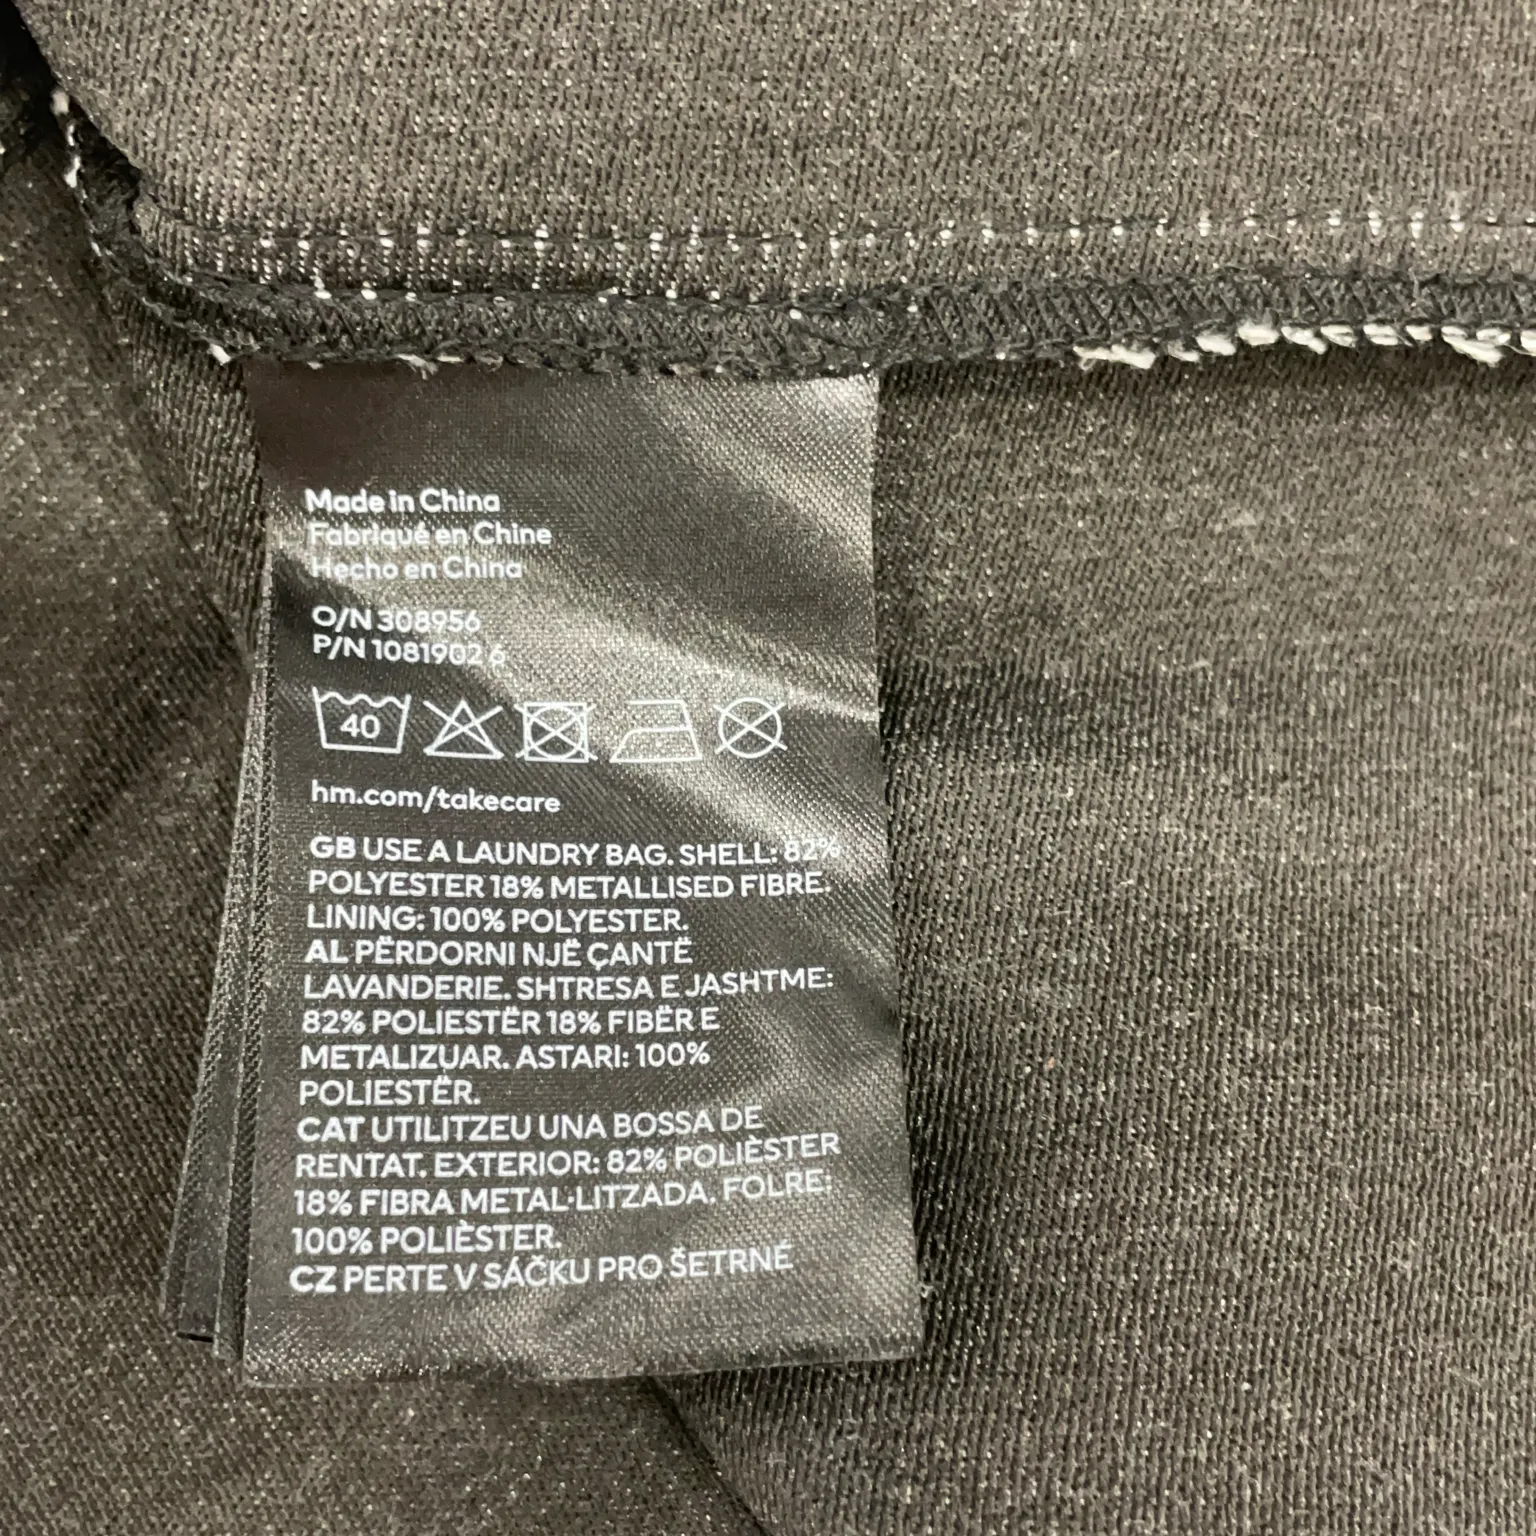 Made in China
Fabriqué en Chine
Hecho en China
O/N 308956
P/N 1081902 6
40
hm.com/takecare
GB USE A LAUNDRY BAG. SHELL: 82%
POLYESTER 18% METALLISED FIBRE.
LINING: 100% POLYESTER.
AL PËRDORNI NJË ÇANTË
LAVANDERIE. SHTRESA E JASHTME:
82% POLIESTËR 18% FIBËR E
METALIZUAR. ASTARI: 100%
POLIESTËR.
CAT UTILITZEU UNA BOSSA DE
RENTAT. EXTERIOR: 82% POLIÈSTER
18% FIBRA METAL·LITZADA. FOLRE:
100% POLIÈSTER.
CZ PERTE V SÁČKU PRO ŠETRNÉ